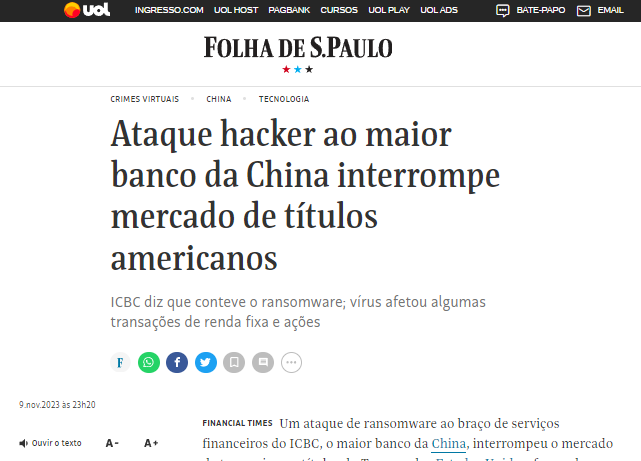 uol INGRESSO.COM UOL HOST PAGBANK CURSOS UOL PLAY UOL ADS BATE-PAPO EMAIL
FOLHA DE S.PAULO
CRIMES VIRTUAIS CHINA TECNOLOGIA
Ataque hacker ao maior
banco da China interrompe
mercado de títulos
americanos
ICBC diz que conteve o ransomware; vírus afetou algumas
transações de renda fixa e ações
F
9.nov.2023 às 23h20
FINANCIAL TIMES Um ataque de ransomware ao braço de serviços
Ouvir o texto A- A+
financeiros do ICBC, o maior banco da China, interrompeu o mercado